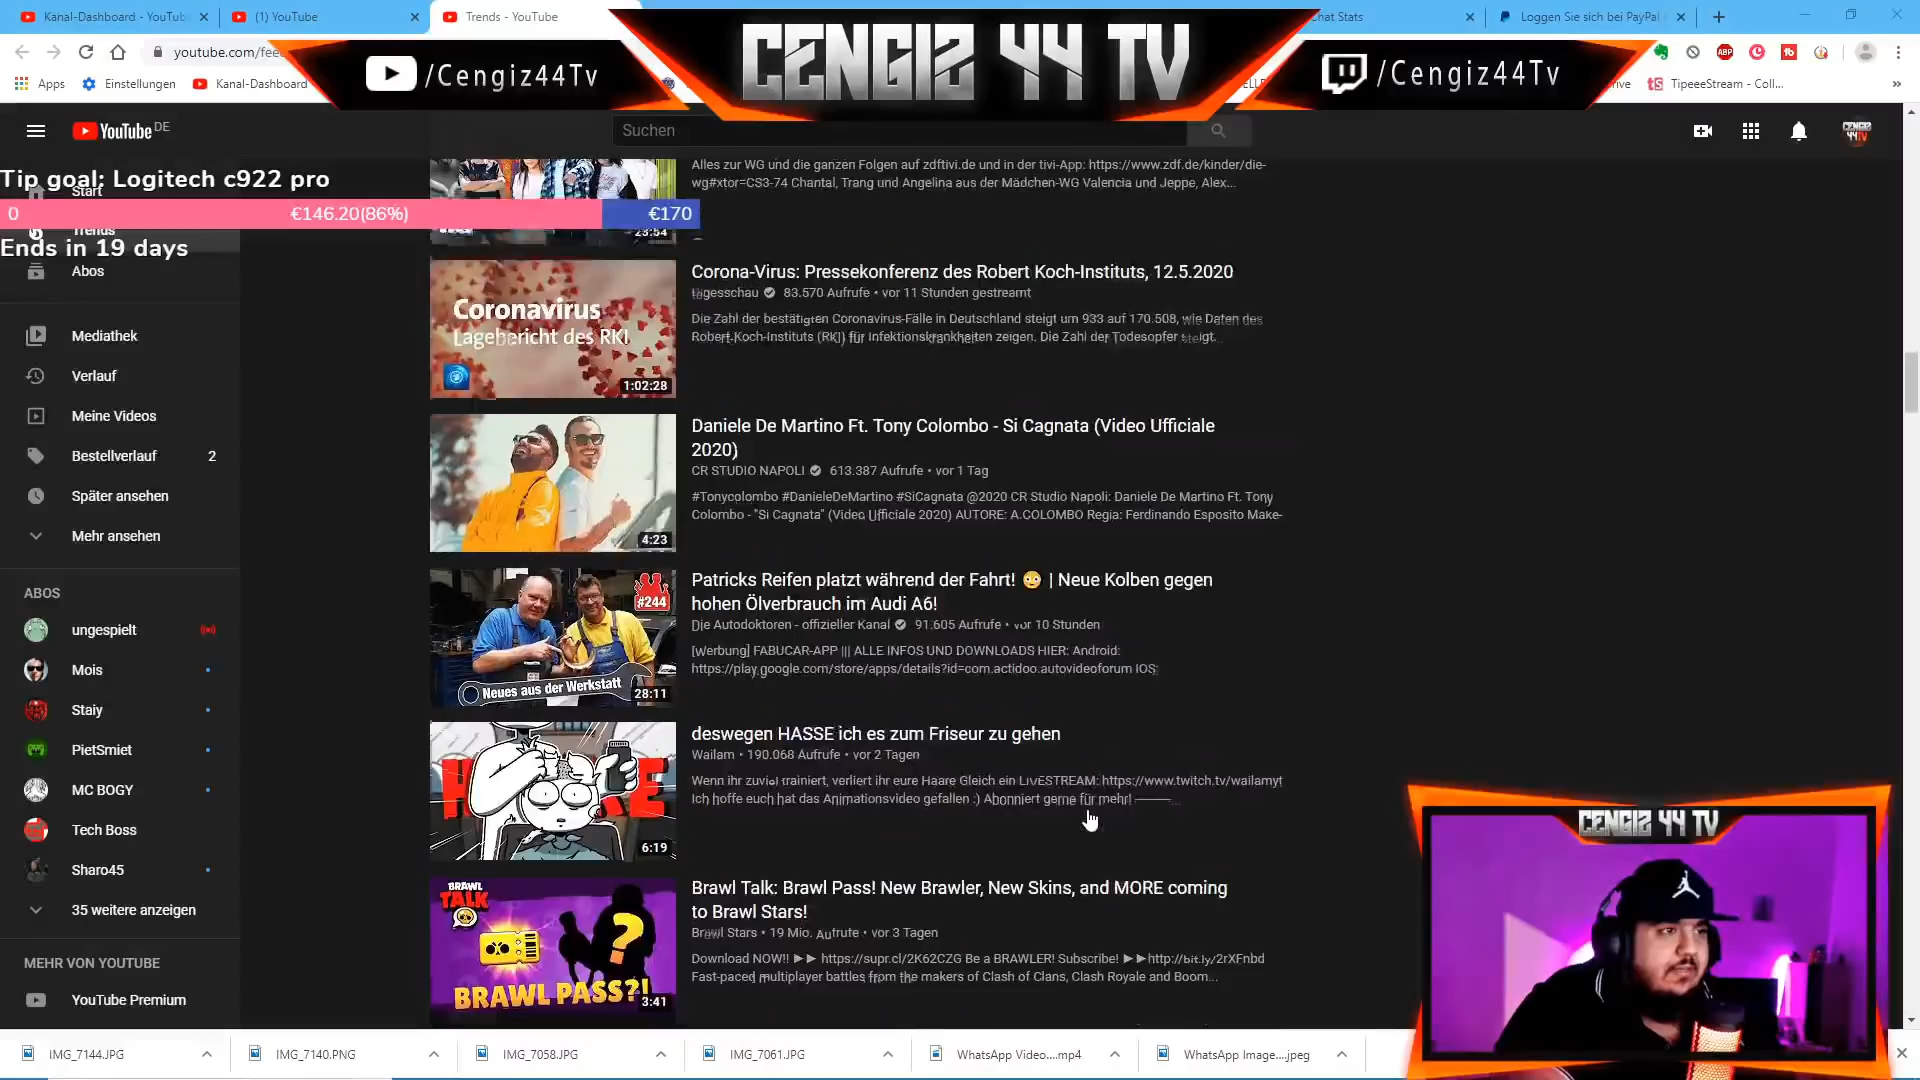 Kanal-Dashboard - YouTub
(1) YouTube
Trends - YouTube
Chat Stats
Loggen Sie sich bei PayPal
youtube.com/fee
ABP
Apps
Einstellungen
Kanal-Dashboard
TipeeeStream - Coll...
/Cengiz44Tv
CENGIZ 44 TV
/Cengiz44Tv
YouTube DE
Suchen
Tip goal: Logitech c922 pro
0
€146.20(86%)
€170
Ends in 19 days
Start
Trends
Abos
Mediathek
Verlauf
Meine Videos
Bestellverlauf
2
Später ansehen
Mehr ansehen
ABOS
ungespielt
Mois
Staiy
PietSmiet
MC BOGY
Tech Boss
Sharo45
35 weitere anzeigen
MEHR VON YOUTUBE
YouTube Premium
Alles zur WG und die ganzen Folgen auf zdftivi.de und in der tivi-App: https://www.zdf.de/kinder/die-
wg#xtor=CS3-74 Chantal, Trang und Angelina aus der Mädchen-WG Valencia und Jeppe, Alex...
23:54
Coronavirus
Lagebericht des RKI
1:02:28
Corona-Virus: Pressekonferenz des Robert Koch-Instituts, 12.5.2020
tagesschau 83.570 Aufrufe • vor 11 Stunden gestreamt
Die Zahl der bestätigten Coronavirus-Fälle in Deutschland steigt um 933 auf 170.508, wie Daten des
Robert-Koch-Instituts (RKI) für Infektionskrankheiten zeigen. Die Zahl der Todesopfer steigt.
4:23
Daniele De Martino Ft. Tony Colombo - Si Cagnata (Video Ufficiale
2020)
CR STUDIO NAPOLI 613.387 Aufrufe • vor 1 Tag
#Tonycolombo #DanieleDeMartino #SiCagnata @2020 CR Studio Napoli: Daniele De Martino Ft. Tony
Colombo - "Si Cagnata" (Video Ufficiale 2020) AUTORE: A.COLOMBO Regia: Ferdinando Esposito Make-
#244
Neues aus der Werkstatt
28:11
Patricks Reifen platzt während der Fahrt! 😳 | Neue Kolben gegen
hohen Ölverbrauch im Audi A6!
Die Autodoktoren - offizieller Kanal 91.605 Aufrufe • vor 10 Stunden
[Werbung] FABUCAR-APP ||| ALLE INFOS UND DOWNLOADS HIER: Android:
https://play.google.com/store/apps/details?id=com.actidoo.autovideoforum IOS:
6:19
deswegen HASSE ich es zum Friseur zu gehen
Wailam • 190.068 Aufrufe • vor 2 Tagen
Wenn ihr zuviel trainiert, verliert ihr eure Haare Gleich ein LIVESTREAM: https://www.twitch.tv/wailamyt
Ich hoffe euch hat das Animationsvideo gefallen :) Abonniert gerne für mehr! ———...
BRAWL
TALK
?
BRAWL PASS?!
3:41
Brawl Talk: Brawl Pass! New Brawler, New Skins, and MORE coming
to Brawl Stars!
Brawl Stars • 19 Mio. Aufrufe • vor 3 Tagen
Download NOW!! ►► https://supr.cl/2K62CZG Be a BRAWLER! Subscribe! ►►http://bit.ly/2rXFnbd
Fast-paced multiplayer battles from the makers of Clash of Clans, Clash Royale and Boom...
CENGIZ 44 TV
IMG_7144.JPG
IMG_7140.PNG
IMG_7058.JPG
IMG_7061.JPG
WhatsApp Video....mp4
WhatsApp Image....jpeg